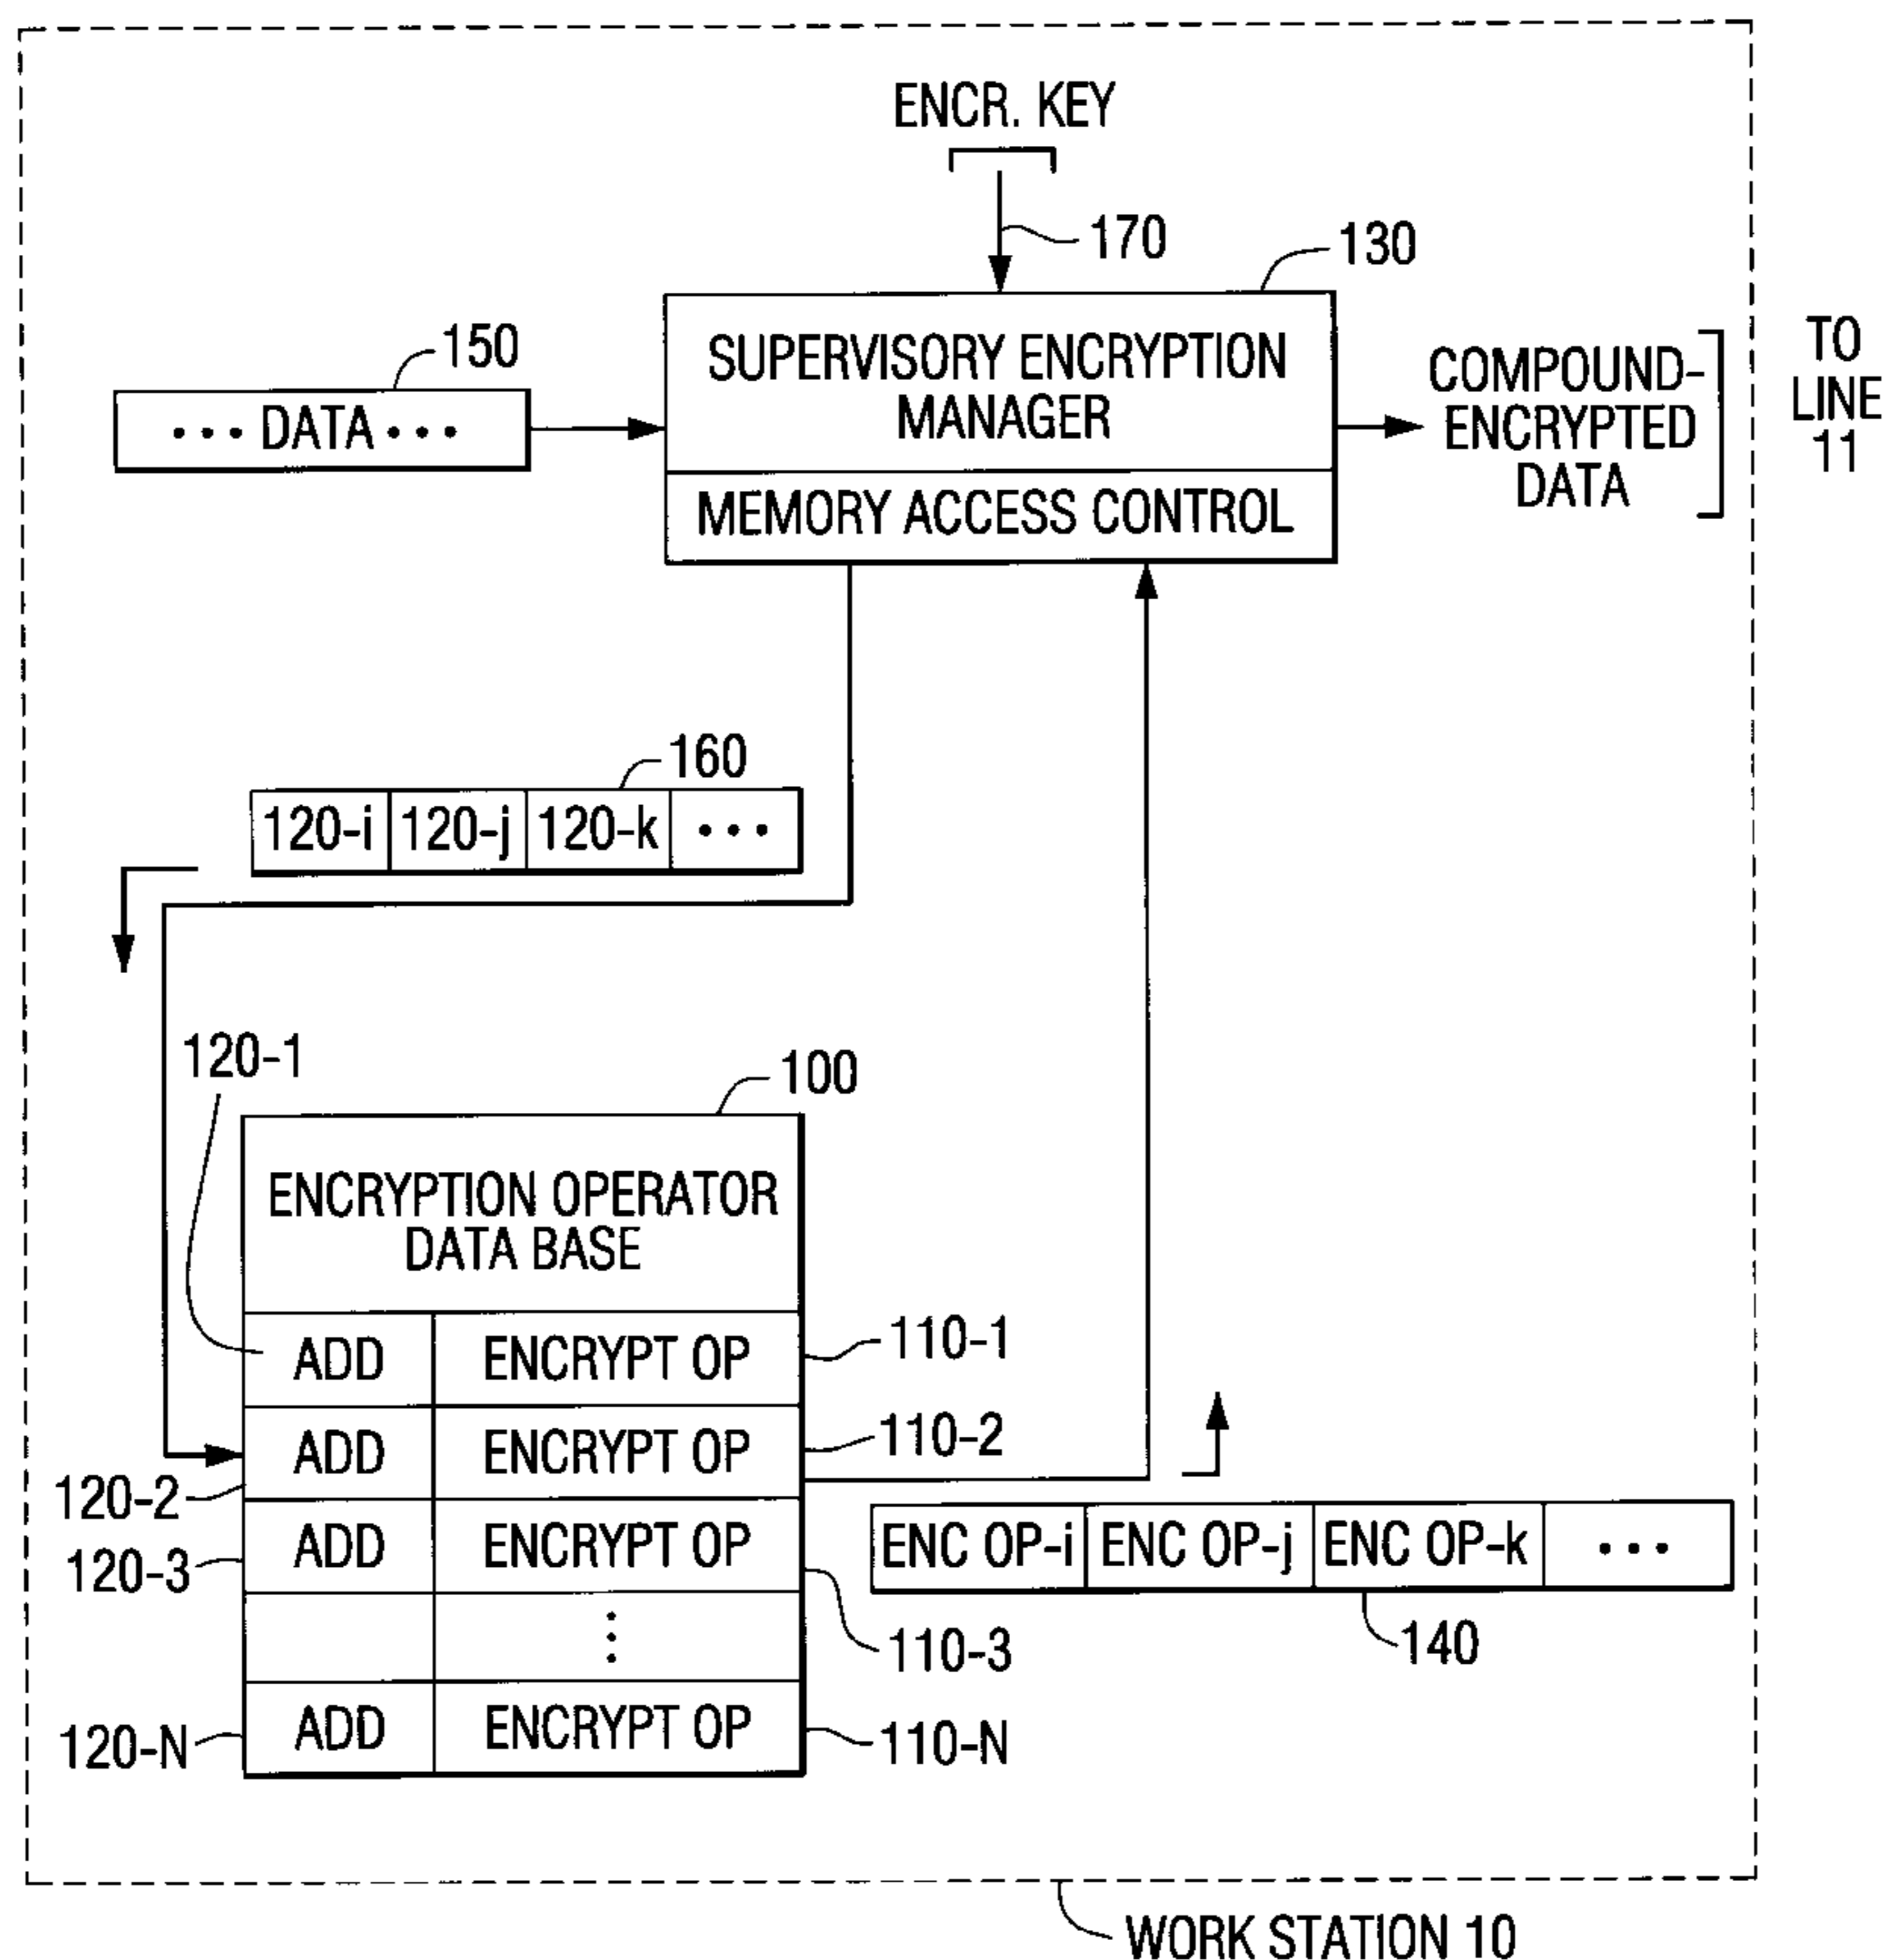 ENCR. KEY
170
130
150
SUPERVISORY ENCRYPTION
MANAGER
MEMORY ACCESS CONTROL
••• DATA •••
COMPOUND-
ENCRYPTED
DATA
TO
LINE
11
160
120-i 120-j 120-k •••
120-1
100
ENCRYPTION OPERATOR
DATA BASE
ADD ENCRYPT OP 110-1
ADD ENCRYPT OP 110-2
120-2
ADD ENCRYPT OP
120-3
110-3
ENC OP-i ENC OP-j ENC OP-k •••
140
ADD ENCRYPT OP
120-N
110-N
WORK STATION 10